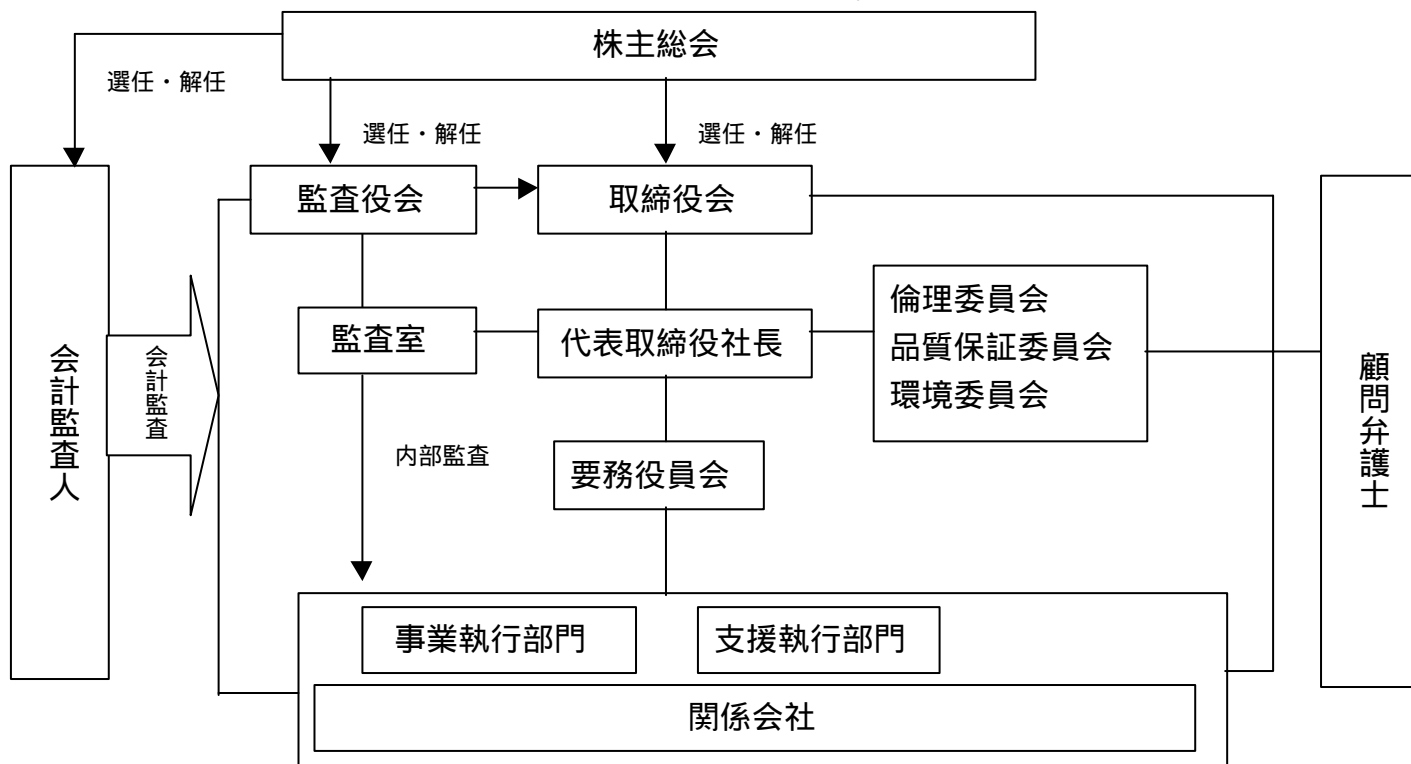 株主総会
選任・解任
選任・解任
選任・解任
監査役会
取締役会
倫理委員会
品質保証委員会
環境委員会
監査室
代表取締役社長
会計監査人
会計監査
顧問弁護士
内部監査
要務役員会
事業執行部門
支援執行部門
関係会社